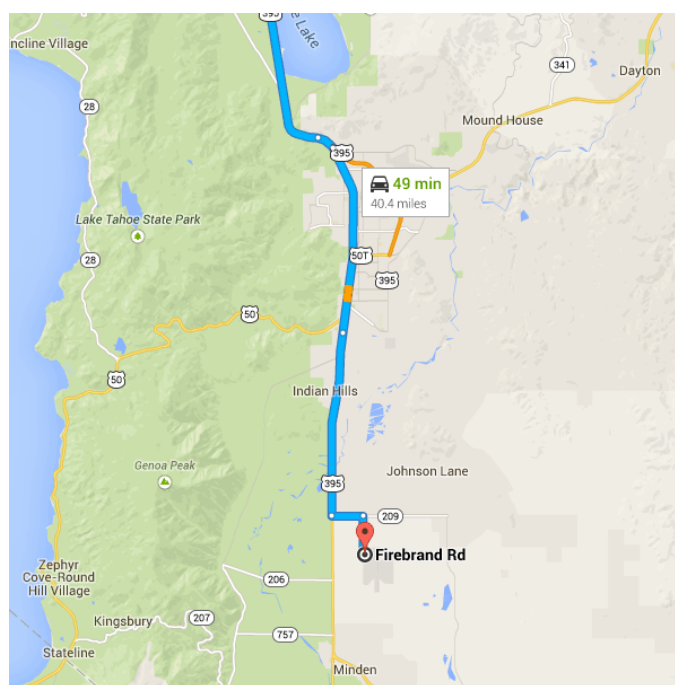 395
Lake
ncline Village
341
Dayton
28
Mound House
395
49 min
40.4 miles
Lake Tahoe State Park
50T
28
395
50
50
Indian Hills
Johnson Lane
Genoa Peak
395
209
Firebrand Rd
Zephyr
Cove-Round
Hill Village
206
Kingsbury
207
757
Stateline
Minden